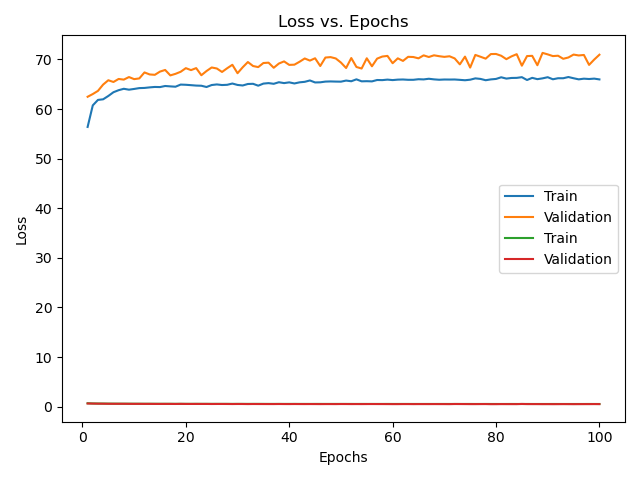 Loss vs. Epochs
70
60
50
40
30
20
10
0
Loss
Train
Validation
Train
Validation
0 20 40 60 80 100
Epochs